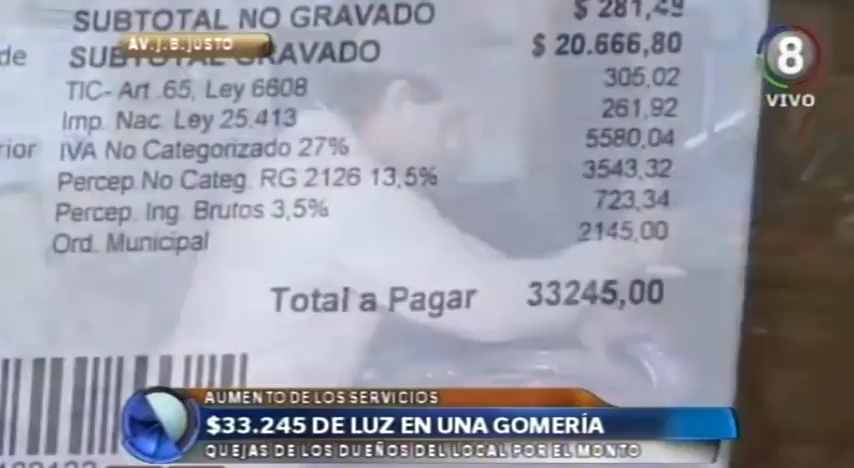 SUBTOTAL NO GRAVADO $ 281,49
AV. J. B. JUSTO
de SUBTOTAL GRAVADO $ 20.666,80
8
VIVO
TIC- Art .65, Ley 6608 305,02
Imp. Nac. Ley 25.413 261,92
rior IVA No Categorizado 27% 5580,04
Percep.No Categ. RG 2126 13,5% 3543,32
Percep. Ing. Brutos 3,5% 723,34
Ord. Municipal 2145,00
Total a Pagar 33245,00
AUMENTO DE LOS SERVICIOS
$33.245 DE LUZ EN UNA GOMERÍA
QUEJAS DE LOS DUEÑOS DEL LOCAL POR EL MONTO